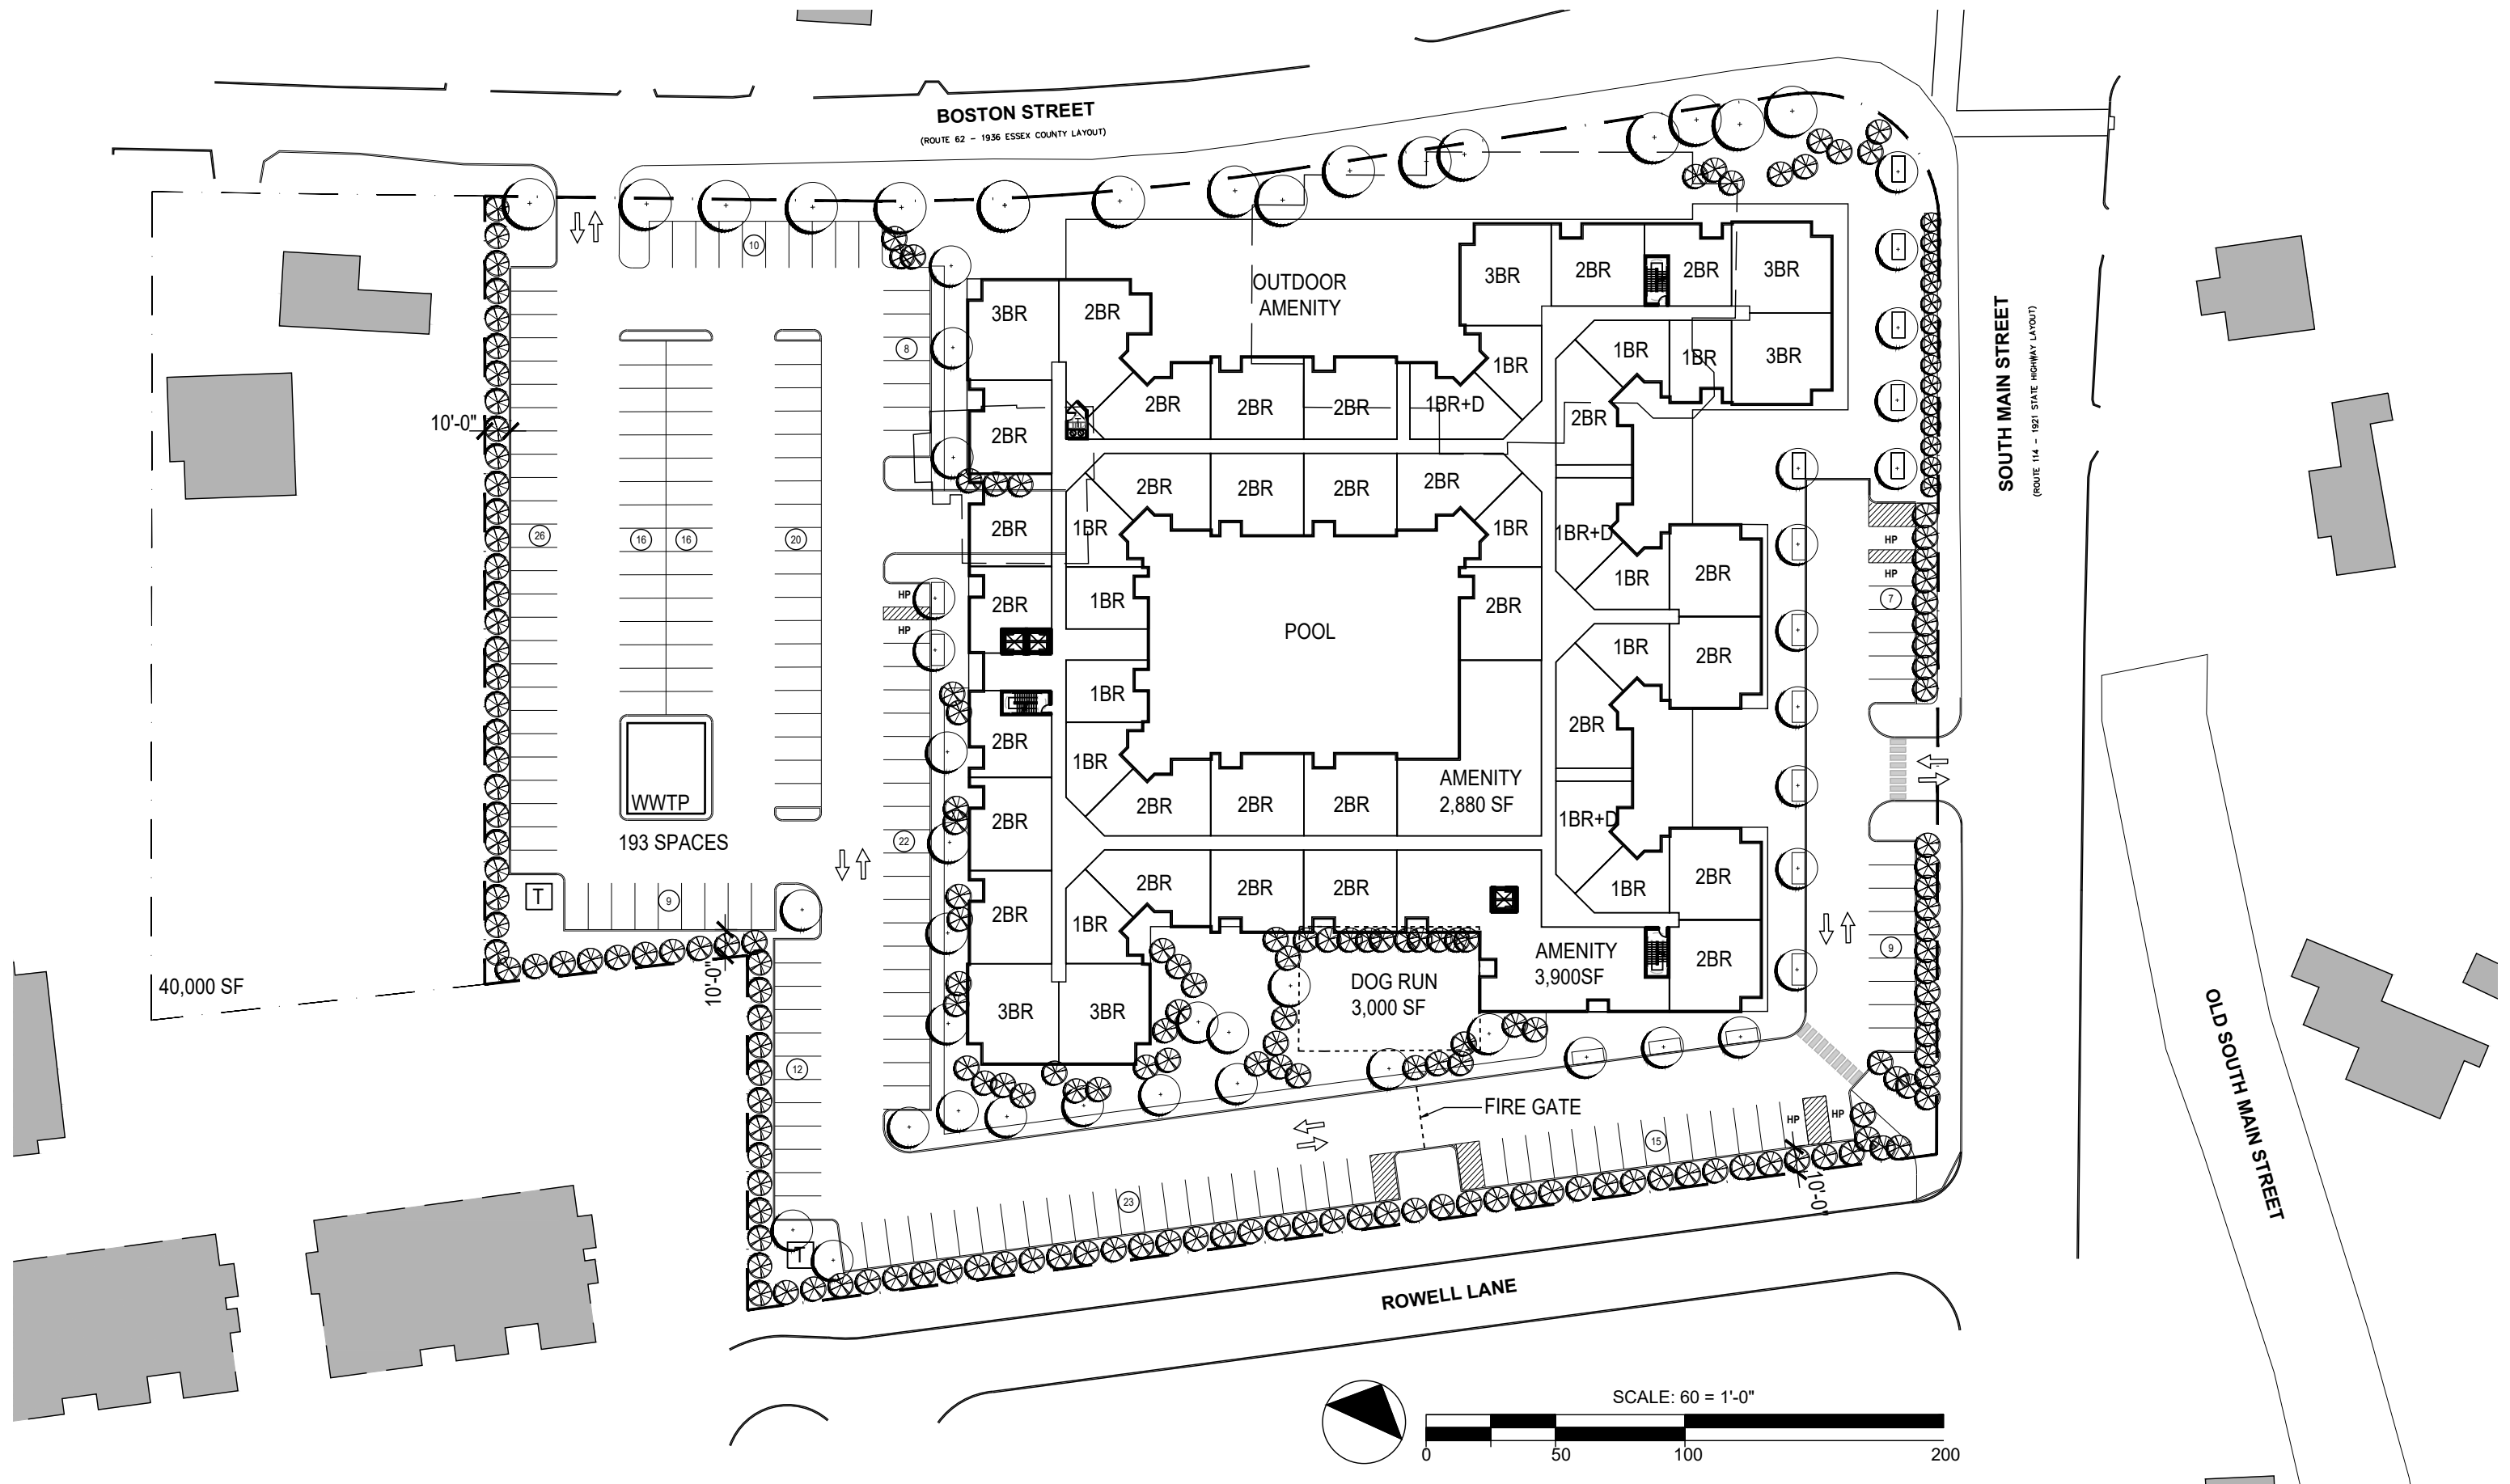 BOSTON STREET
(ROUTE 62 – 1936 ESSEX COUNTY LAYOUT)
10
OUTDOOR
AMENITY
3BR
2BR
2BR
3BR
3BR
2BR
8
1BR
1BR
1BR
3BR
SOUTH MAIN STREET
(ROUTE 114 – 1921 STATE HIGHWAY LAYOUT)
10'-0"
2BR
2BR
2BR
2BR
1BR+D
2BR
26
16
16
20
2BR
1BR
2BR
2BR
2BR
2BR
1BR
1BR+D
HP
HP
7
HP
HP
2BR
1BR
POOL
2BR
1BR
2BR
1BR
2BR
1BR
2BR
2BR
1BR
2BR
WWTP
193 SPACES
22
2BR
2BR
2BR
2BR
AMENITY
2,880 SF
1BR+D
T
9
2BR
1BR
2BR
2BR
2BR
1BR
2BR
9
40,000 SF
10'-0"
3BR
3BR
DOG RUN
3,000 SF
AMENITY
3,900SF
2BR
OLD SOUTH MAIN STREET
12
FIRE GATE
HP
HP
15
23
10'-0"
T
ROWELL LANE
SCALE: 60 = 1'-0"
0
50
100
200